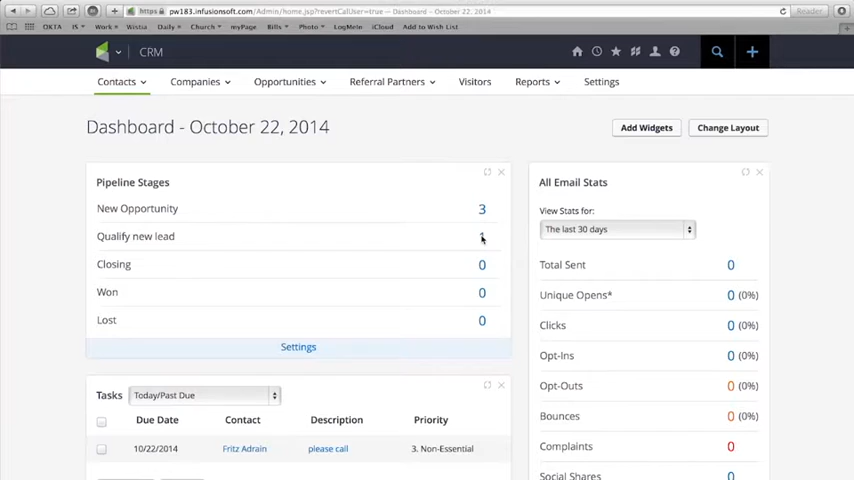 https pw183.infusionsoft.com/Admin/home.jsp?revertCalUser=true — Dashboard - October 22, 2014
Reader
OKTA IS Work Wistia Daily Church myPage Bills Photo LogMeIn iCloud Add to Wish List
CRM
Contacts Companies Opportunities Referral Partners Visitors Reports Settings
Dashboard - October 22, 2014
Add Widgets Change Layout
Pipeline Stages
New Opportunity 3
Qualify new lead 1
Closing 0
Won 0
Lost 0
Settings
Tasks Today/Past Due
Due Date Contact Description Priority
10/22/2014 Fritz Adrain please call 3. Non-Essential
All Email Stats
View Stats for:
The last 30 days
Total Sent 0
Unique Opens* 0 (0%)
Clicks 0 (0%)
Opt-Ins 0 (0%)
Opt-Outs 0 (0%)
Bounces 0 (0%)
Complaints 0
Social Shares 0